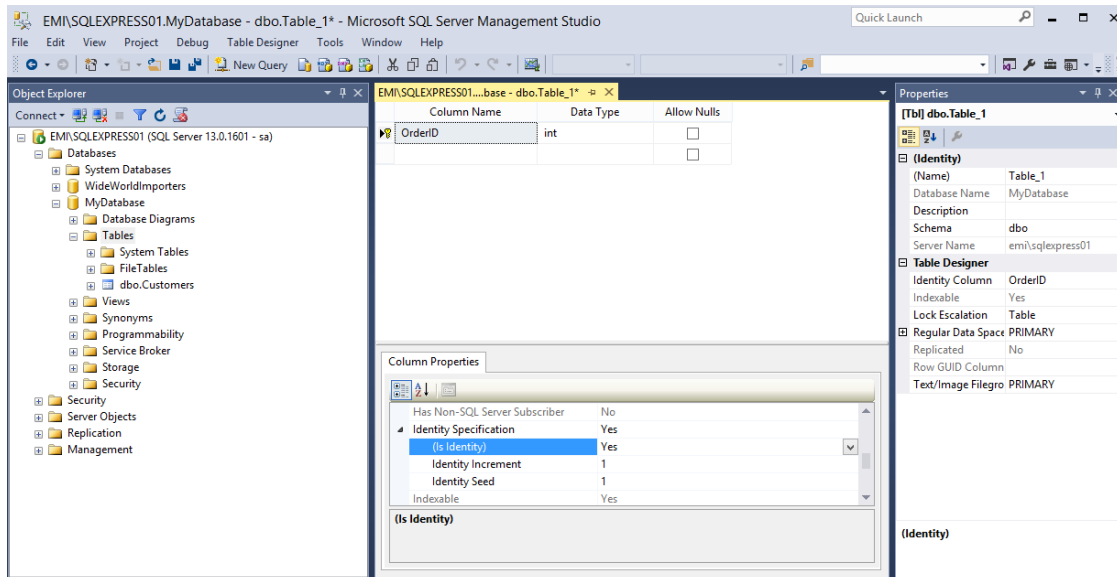 EMI\SQLEXPRESS01.MyDatabase - dbo.Table_1* - Microsoft SQL Server Management Studio
Quick Launch
File Edit View Project Debug Table Designer Tools Window Help
New Query
Object Explorer
Connect
EMI\SQLEXPRESS01 (SQL Server 13.0.1601 - sa)
Databases
System Databases
WideWorldImporters
MyDatabase
Database Diagrams
Tables
System Tables
FileTables
dbo.Customers
Views
Synonyms
Programmability
Service Broker
Storage
Security
Security
Server Objects
Replication
Management
EMI\SQLEXPRESS01....base - dbo.Table_1*
Column Name Data Type Allow Nulls
OrderID int
Column Properties
Has Non-SQL Server Subscriber No
Identity Specification Yes
(Is Identity) Yes
Identity Increment 1
Identity Seed 1
Indexable Yes
(Is Identity)
Properties
[Tbl] dbo.Table_1
(Identity)
(Name) Table_1
Database Name MyDatabase
Description
Schema dbo
Server Name emi\sqlexpress01
Table Designer
Identity Column OrderID
Indexable Yes
Lock Escalation Table
Regular Data Space PRIMARY
Replicated No
Row GUID Column
Text/Image Filegro PRIMARY
(Identity)